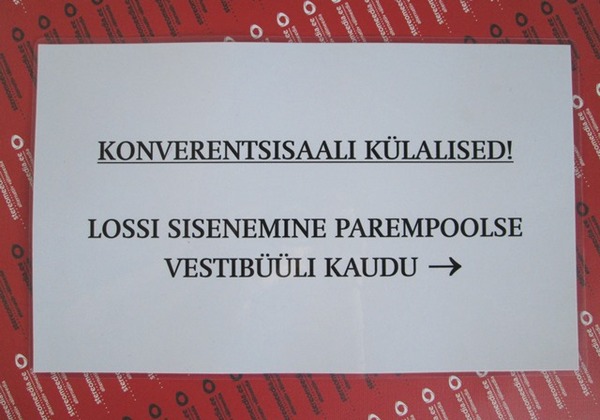 KONVERENTSISAALI KÜLALISED!
LOSSI SISENEMINE PAREMPOOLSE
VESTIBÜÜLI KAUDU →